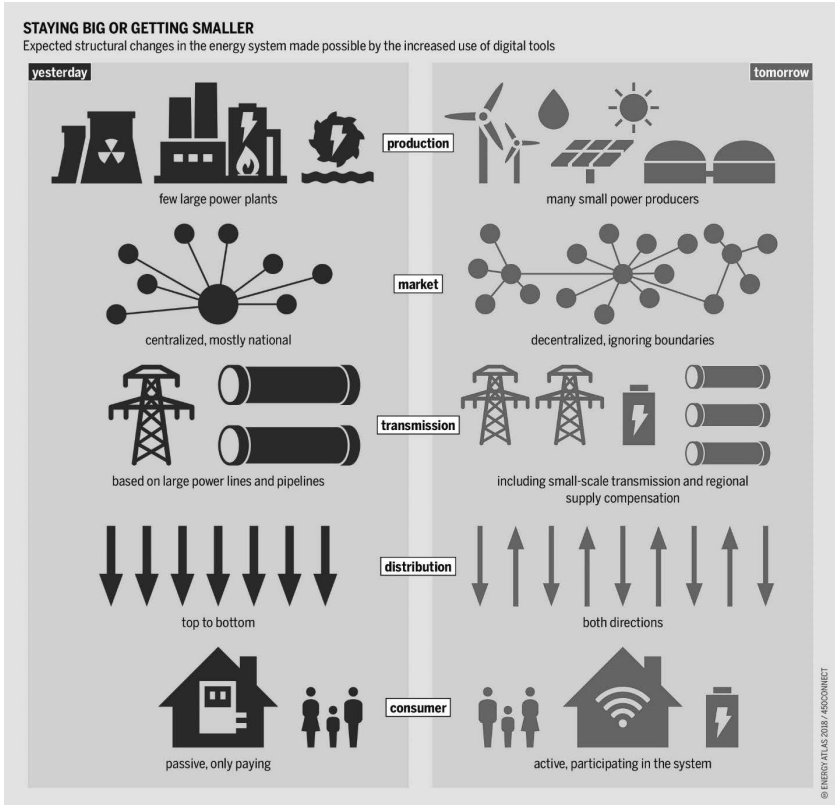 STAYING BIG OR GETTING SMALLER
Expected structural changes in the energy system made possible by the increased use of digital tools
yesterday
tomorrow
production
few large power plants
many small power producers
market
centralized, mostly national
decentralized, ignoring boundaries
transmission
based on large power lines and pipelines
including small-scale transmission and regional
supply compensation
distribution
top to bottom
both directions
consumer
passive, only paying
active, participating in the system
© ENERGY ATLAS 2018 / 450CONNECT